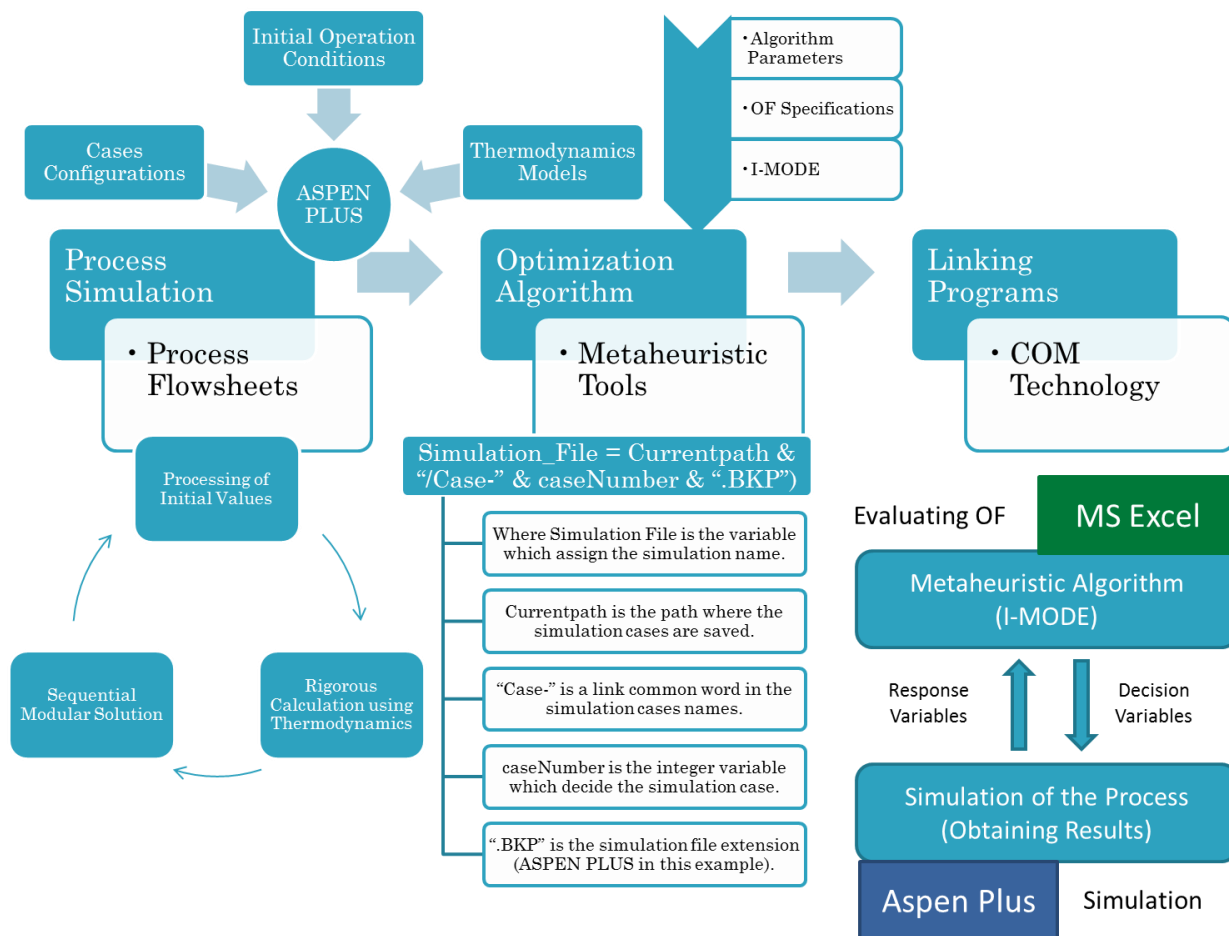 Initial Operation
Conditions
Cases
Configurations
ASPEN
PLUS
Thermodynamics
Models
• Algorithm
Parameters
• OF Specifications
• I-MODE
Process
Simulation
• Process
Flowsheets
Optimization
Algorithm
• Metaheuristic
Tools
Linking
Programs
• COM
Technology
Processing of
Initial Values
Rigorous
Calculation using
Thermodynamics
Sequential
Modular Solution
Simulation_File = Currentpath &
“/Case-” & caseNumber & “.BKP”)
Where Simulation File is the variable
which assign the simulation name.
Currentpath is the path where the
simulation cases are saved.
“Case-” is a link common word in the
simulation cases names.
caseNumber is the integer variable
which decide the simulation case.
“.BKP” is the simulation file extension
(ASPEN PLUS in this example).
Evaluating OF
MS Excel
Metaheuristic Algorithm
(I-MODE)
Response
Variables
Decision
Variables
Simulation of the Process
(Obtaining Results)
Aspen Plus
Simulation